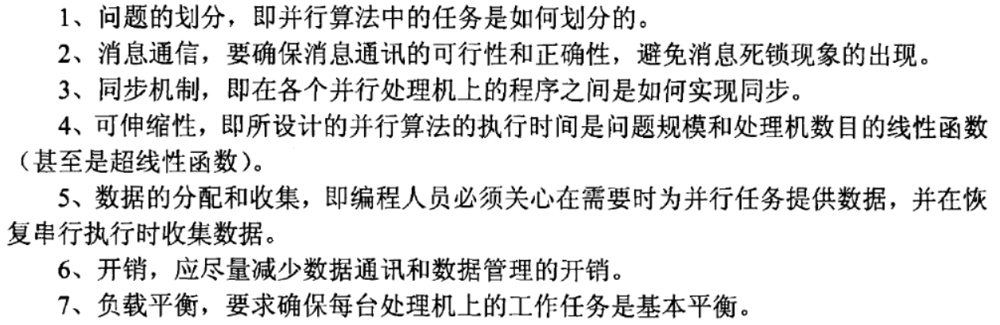 1、问题的划分，即并行算法中的任务是如何划分的。
2、消息通信，要确保消息通讯的可行性和正确性，避免消息死锁现象的出现。
3、同步机制，即在各个并行处理机上的程序之间是如何实现同步。
4、可伸缩性，即所设计的并行算法的执行时间是问题规模和处理机数目的线性函数
（甚至是超线性函数）。
5、数据的分配和收集，即编程人员必须关心在需要时为并行任务提供数据，并在恢
复串行执行时收集数据。
6、开销，应尽量减少数据通讯和数据管理的开销。
7、负载平衡，要求确保每台处理机上的工作任务是基本平衡。